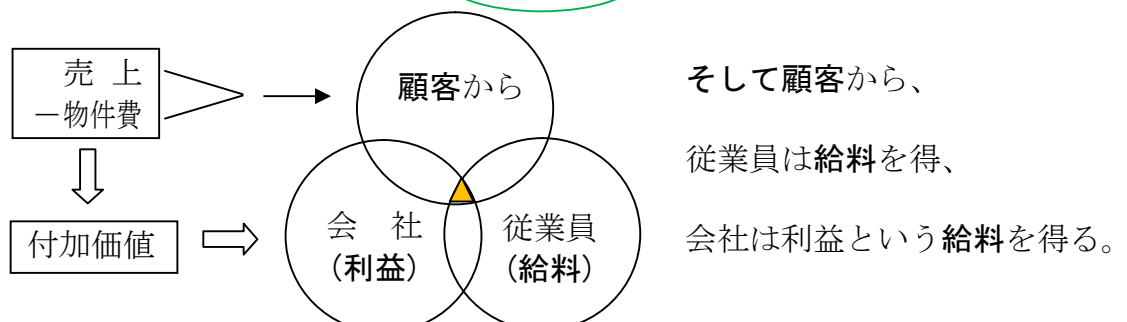 売 上
－物件費
付加価値
顧客から
会 社
(利益)
従業員
(給料)
そして顧客から、
従業員は給料を得、
会社は利益という給料を得る。